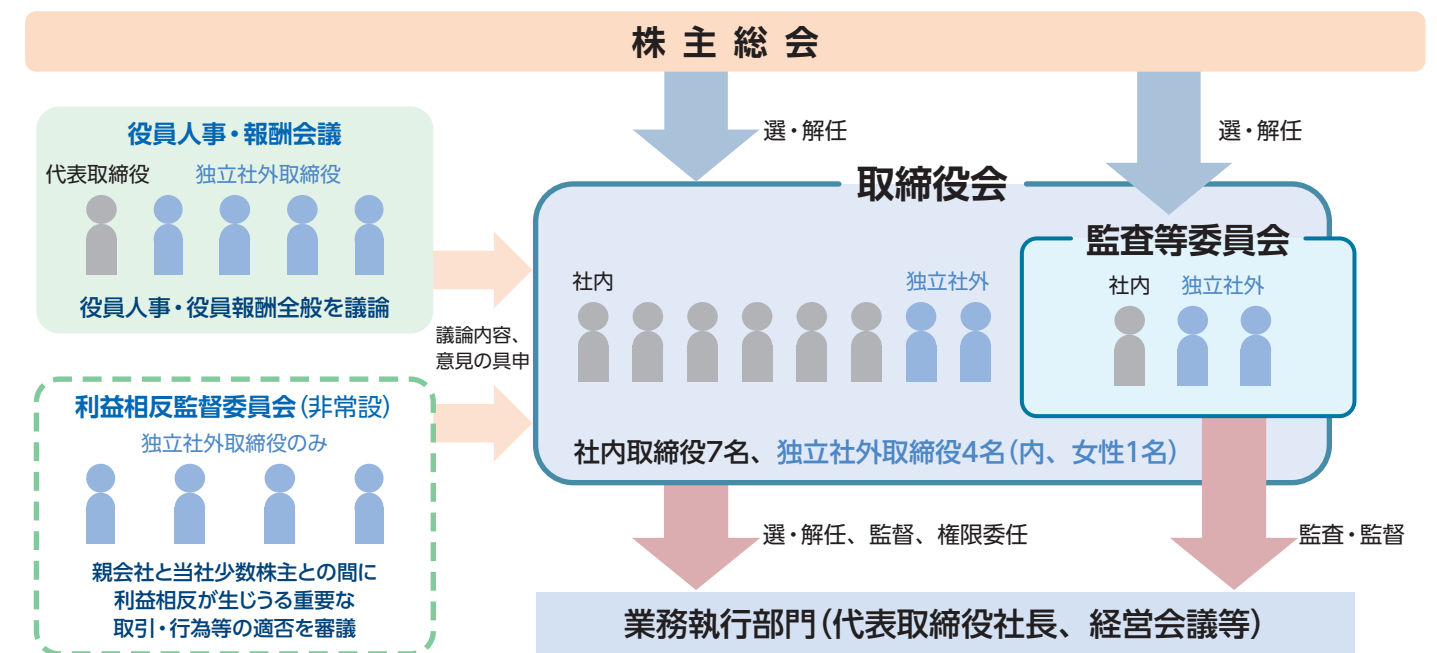 株主総会
選・解任
選・解任
役員人事・報酬会議
代表取締役
独立社外取締役
役員人事・役員報酬全般を議論
議論内容、
意見の具申
利益相反監督委員会(非常設)
独立社外取締役のみ
親会社と当社少数株主との間に
利益相反が生じうる重要な
取引・行為等の適否を審議
取締役会
社内
独立社外
監査等委員会
社内
独立社外
社内取締役7名、独立社外取締役4名(内、女性1名)
選・解任、監督、権限委任
監査・監督
業務執行部門(代表取締役社長、経営会議等)